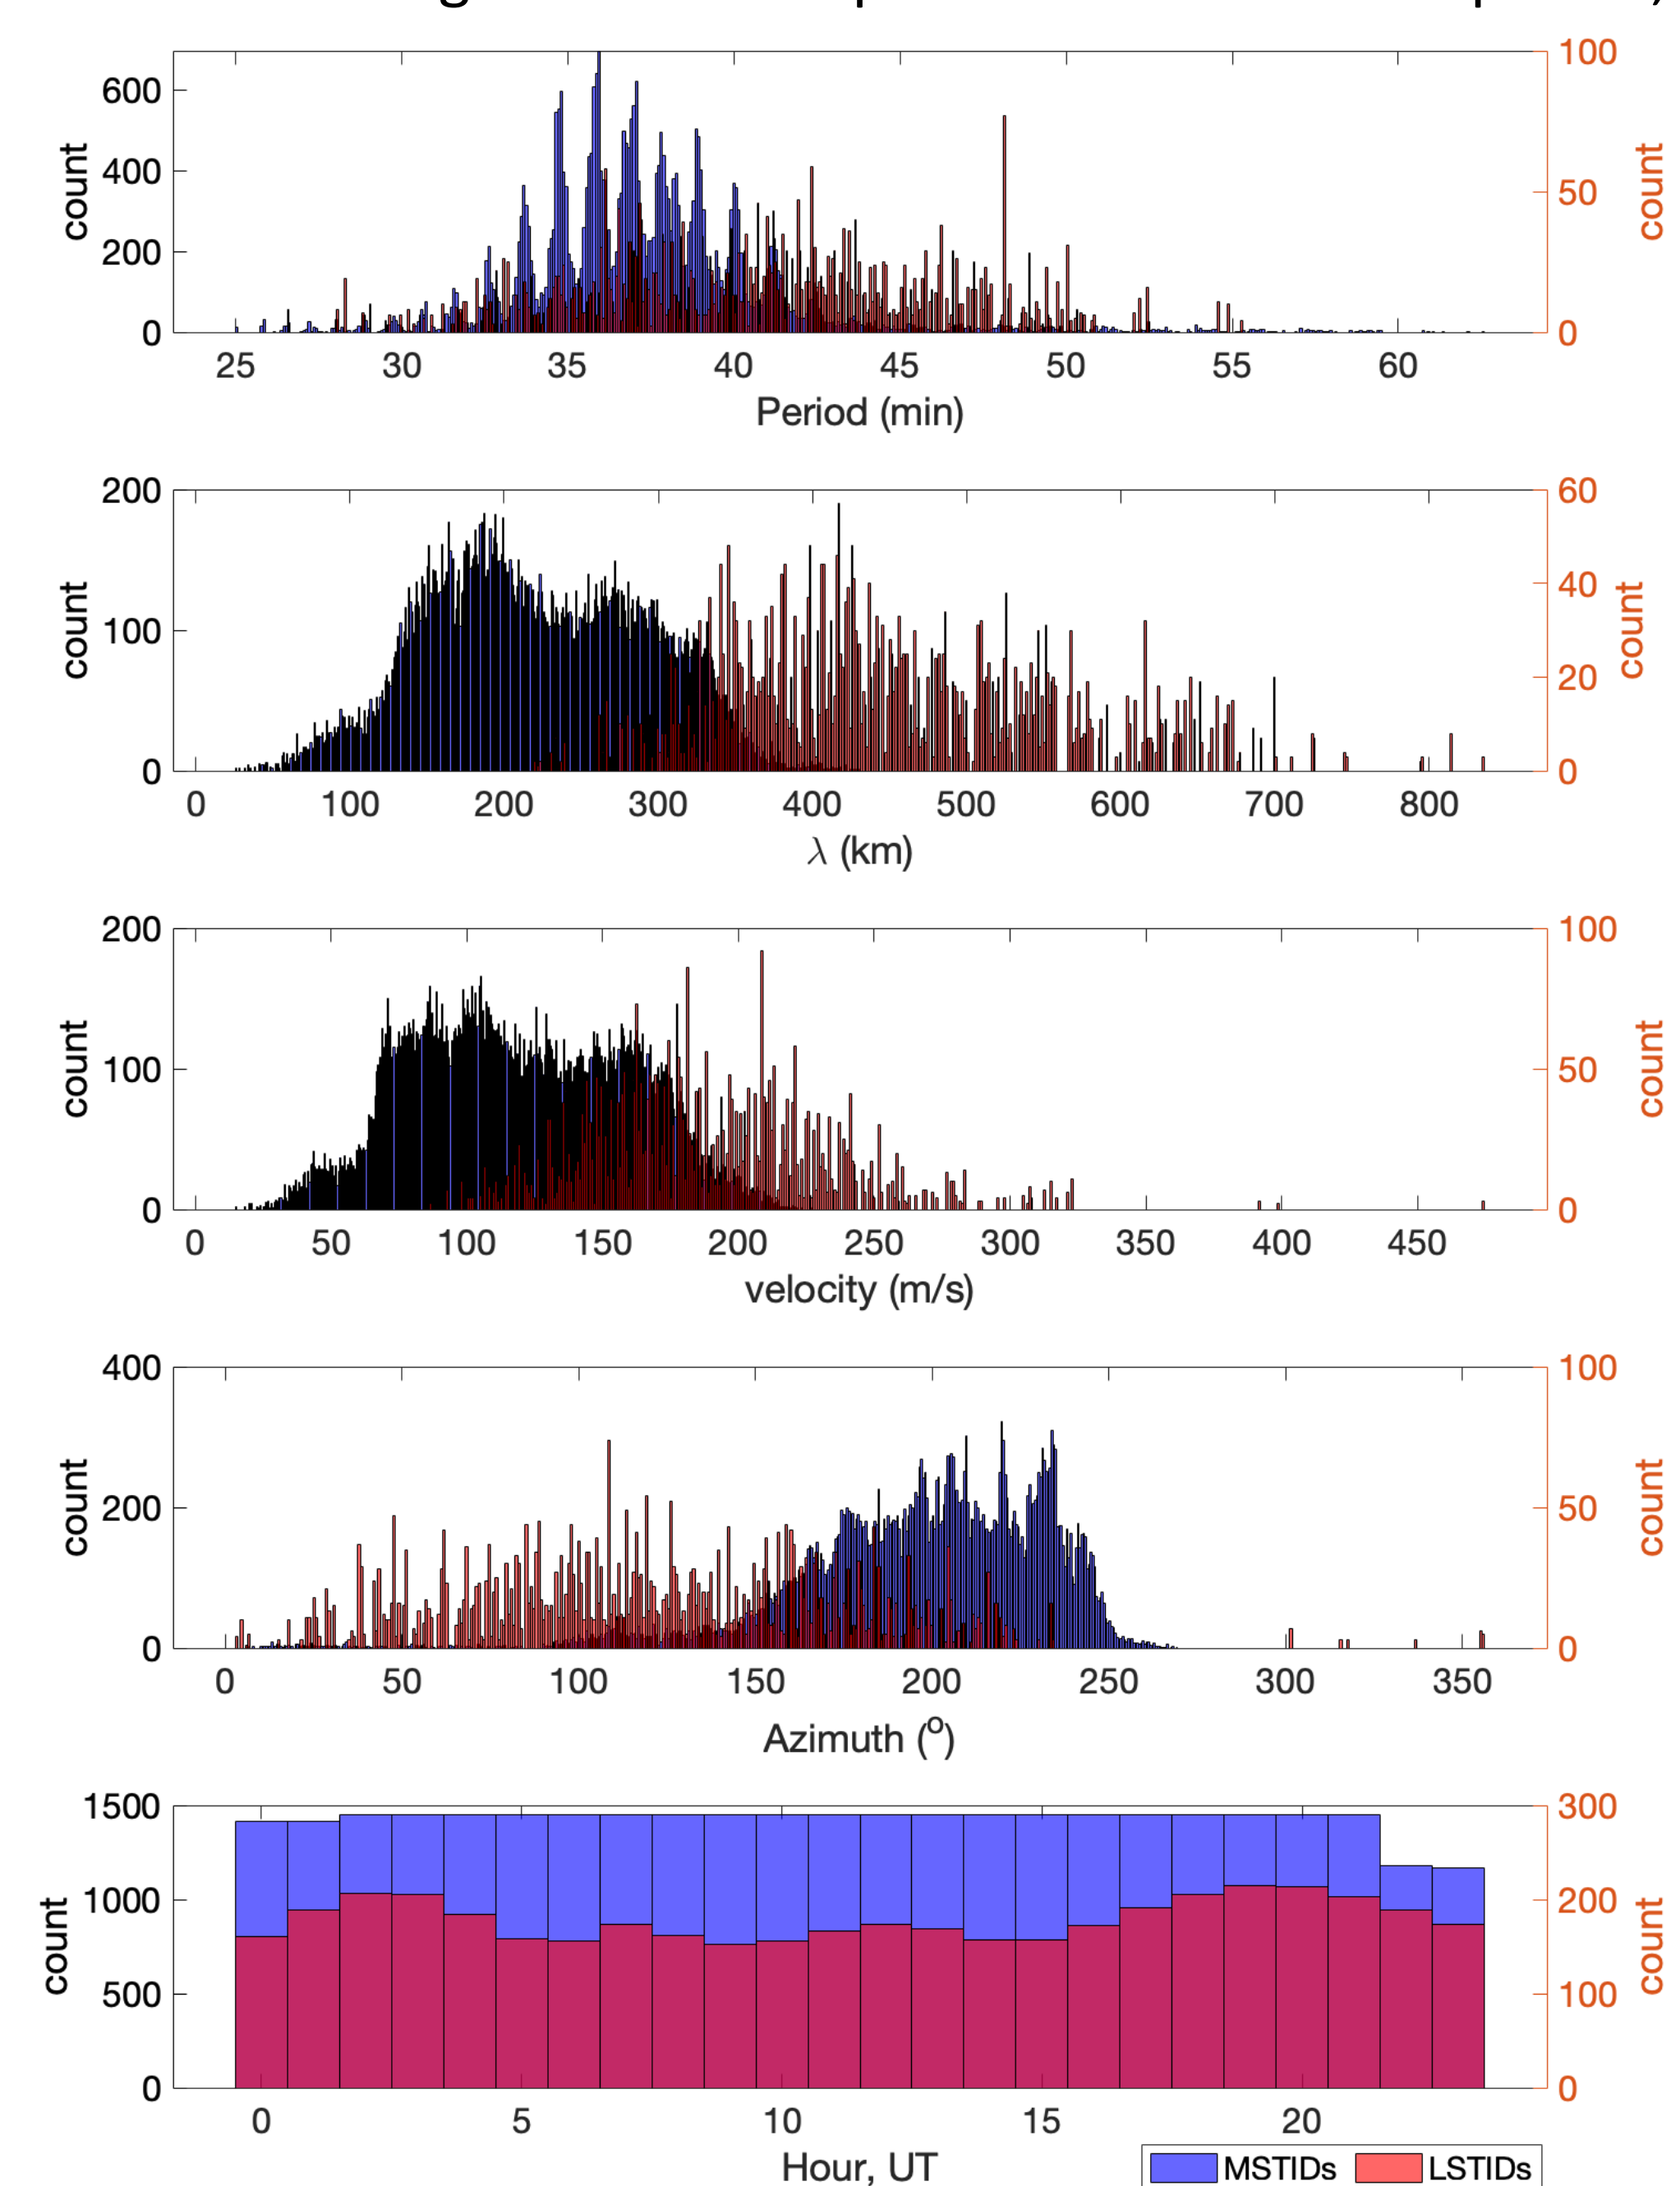 100
600
400
200
0
count
50
0
count
25 30 35 40 45 50 55 60
Period (min)
200
100
0
count
60
40
20
0
count
0 100 200 300 400 500 600 700 800
λ (km)
200
100
0
count
100
50
0
count
0 50 100 150 200 250 300 350 400 450
velocity (m/s)
400
200
0
count
100
50
0
count
0 50 100 150 200 250 300 350
Azimuth (o)
1500
1000
500
0
count
300
200
100
0
count
0 5 10 15 20
Hour, UT
MSTIDs LSTIDs